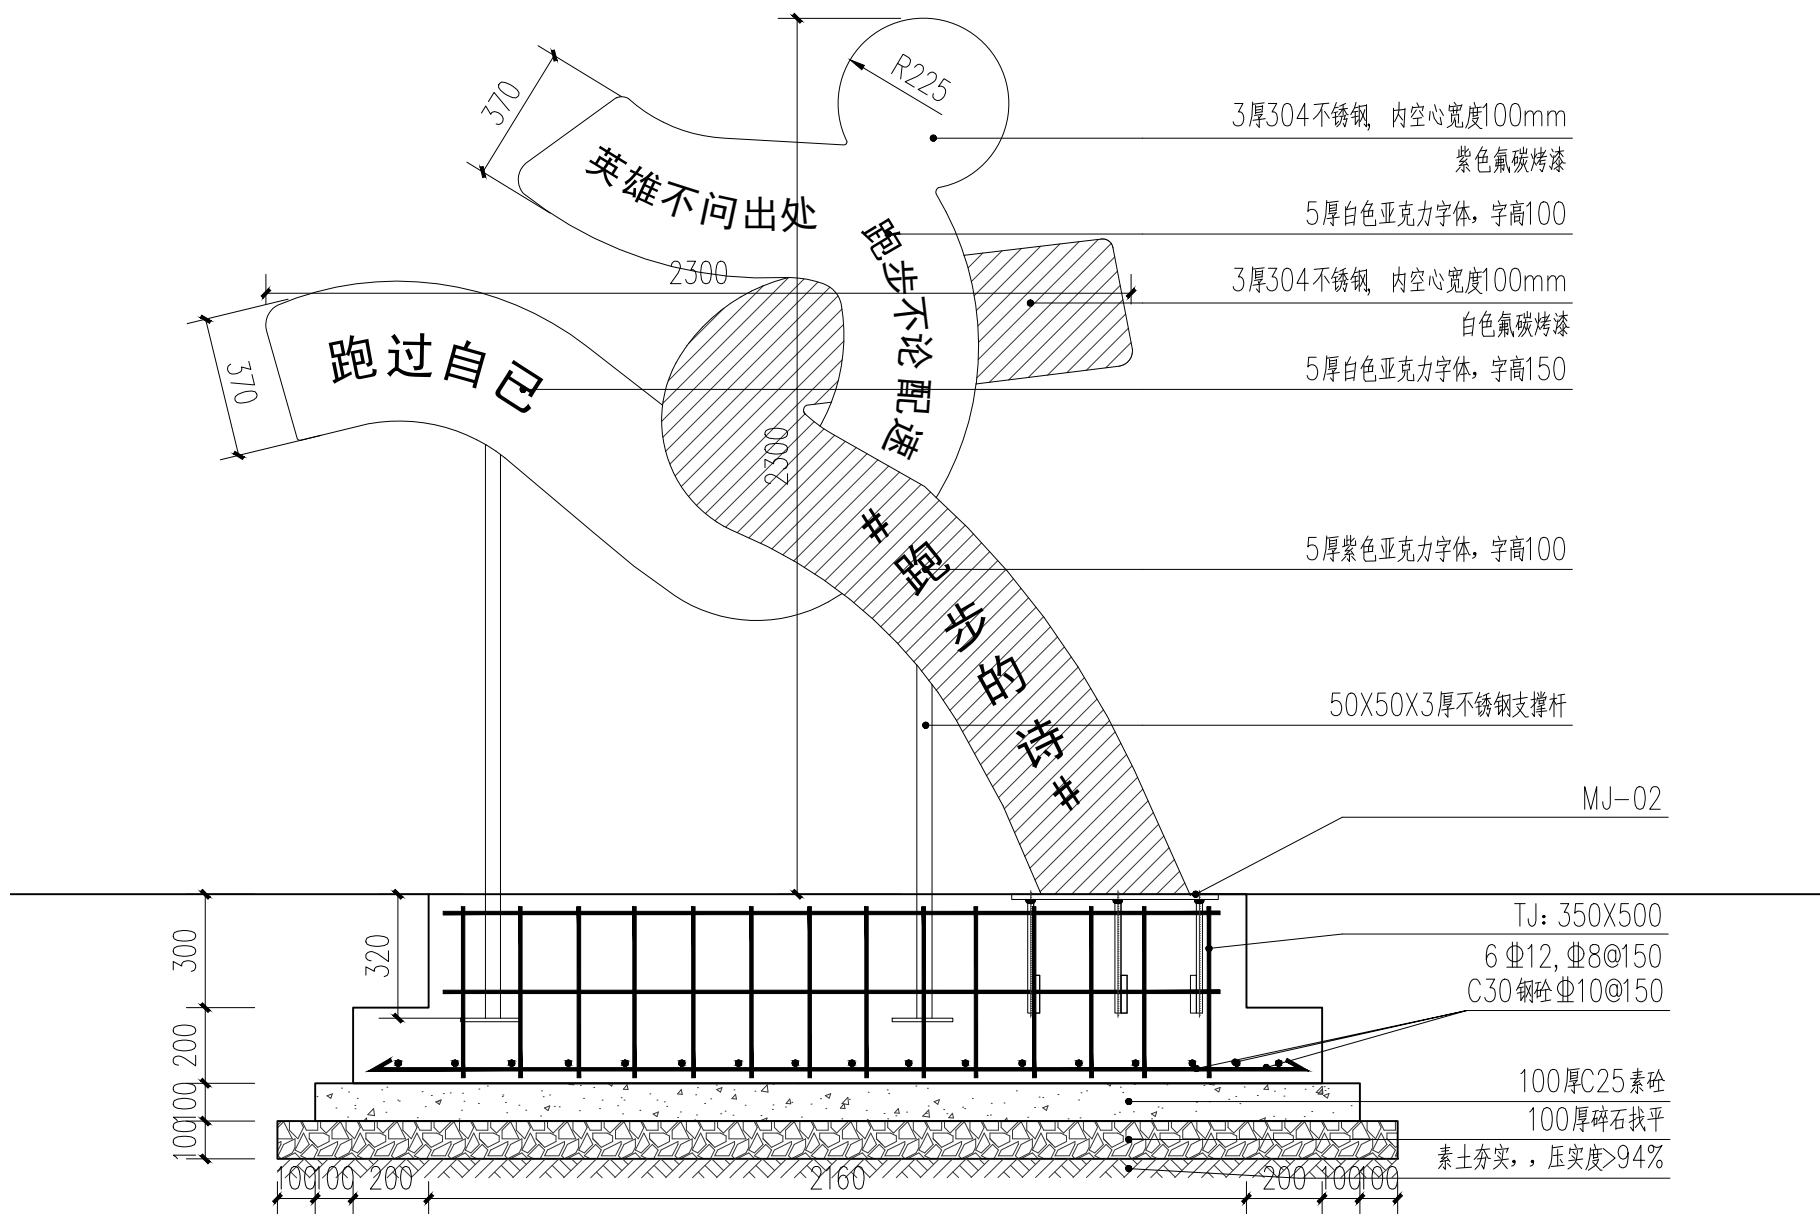 370
R225
3厚304不锈钢, 内空心宽度100mm
紫色氟碳烤漆
英雄不问出处
跑步不论配速
5厚白色亚克力字体，字高100
2300
3厚304不锈钢, 内空心宽度100mm
白色氟碳烤漆
跑过自己
370
5厚白色亚克力字体，字高150
2300
#跑步的诗#
5厚紫色亚克力字体，字高100
50X50X3厚不锈钢支撑杆
MJ-02
TJ：350X500
6Φ12,Φ8@150
C30钢砼Φ10@150
300
320
200
100
100
100厚C25素砼
100厚碎石找平
素土夯实，，压实度>94%
100 100 200 2160 200 100 100